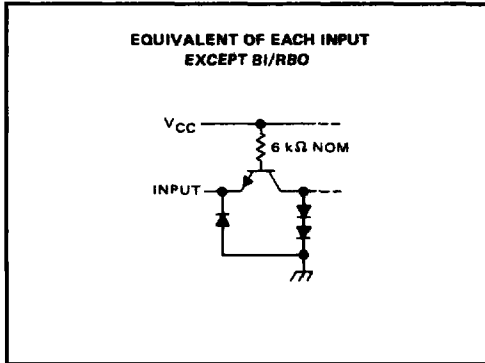 EQUIVALENT OF EACH INPUT
EXCEPT BI/RBO
VCC
6 kΩ NOM
INPUT